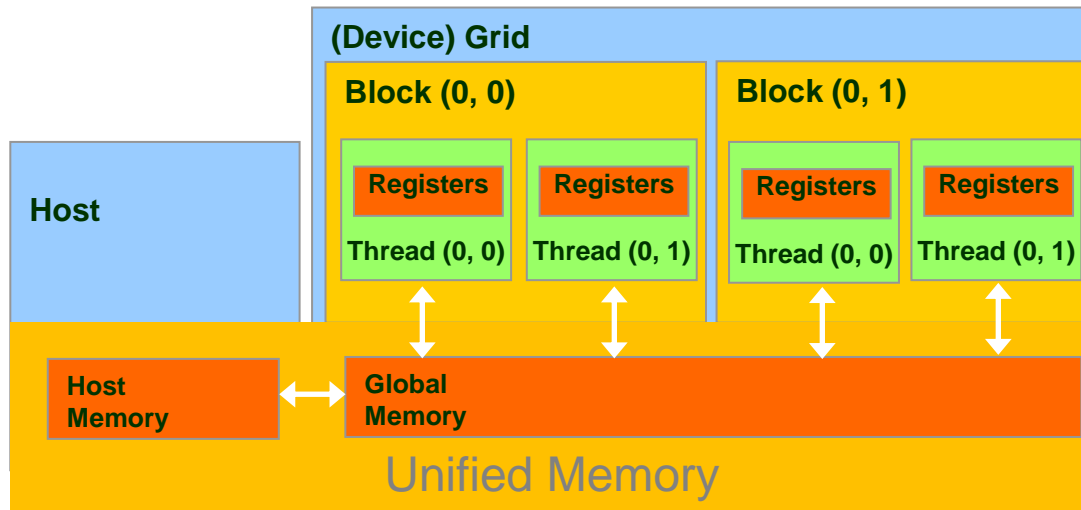 (Device) Grid
Block (0, 0)
Block (0, 1)
Host
Registers
Registers
Registers
Registers
Thread (0, 0)
Thread (0, 1)
Thread (0, 0)
Thread (0, 1)
Host
Memory
Global
Memory
Unified Memory